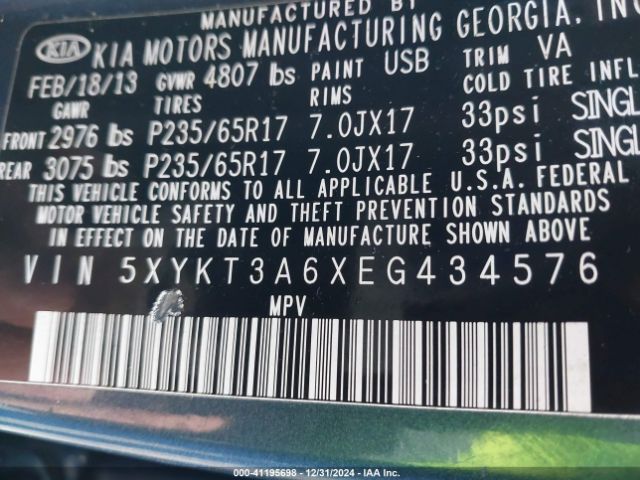 MANUFACTURED BY
KIA KIA MOTORS MANUFACTURING GEORGIA, INC
FEB/18/13 GVWR 4807 lbs PAINT USB TRIM VA
GAWR TIRES RIMS COLD TIRE INFL
FRONT 2976 lbs P235/65R17 7.0JX17 33psi SINGL
REAR 3075 lbs P235/65R17 7.0JX17 33psi SINGL
THIS VEHICLE CONFORMS TO ALL APPLICABLE U.S.A. FEDERAL
MOTOR VEHICLE SAFETY AND THEFT PREVENTION STANDARDS
IN EFFECT ON THE DATE OF MANUFACTURING SHOWN ABOVE
VIN 5XYKT3A6XEG434576
MPV
000-41195698 - 12/31/2024 - IAA Inc.